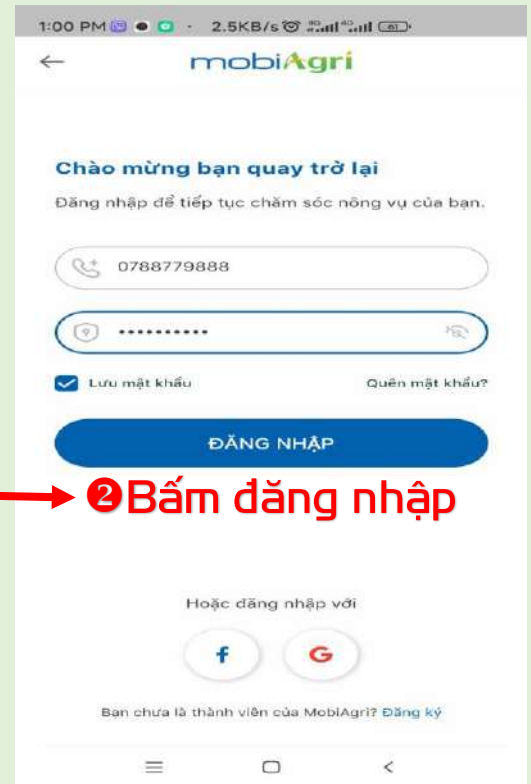 1:00 PM 2.5KB/s
mobiAgri
Chào mừng bạn quay trở lại
Đăng nhập để tiếp tục chăm sóc nông vụ của bạn.
0788779888
••••••••••
Lưu mật khẩu Quên mật khẩu?
ĐĂNG NHẬP
❷Bấm đăng nhập
Hoặc đăng nhập với
f G
Bạn chưa là thành viên của MobiAgri? Đăng ký